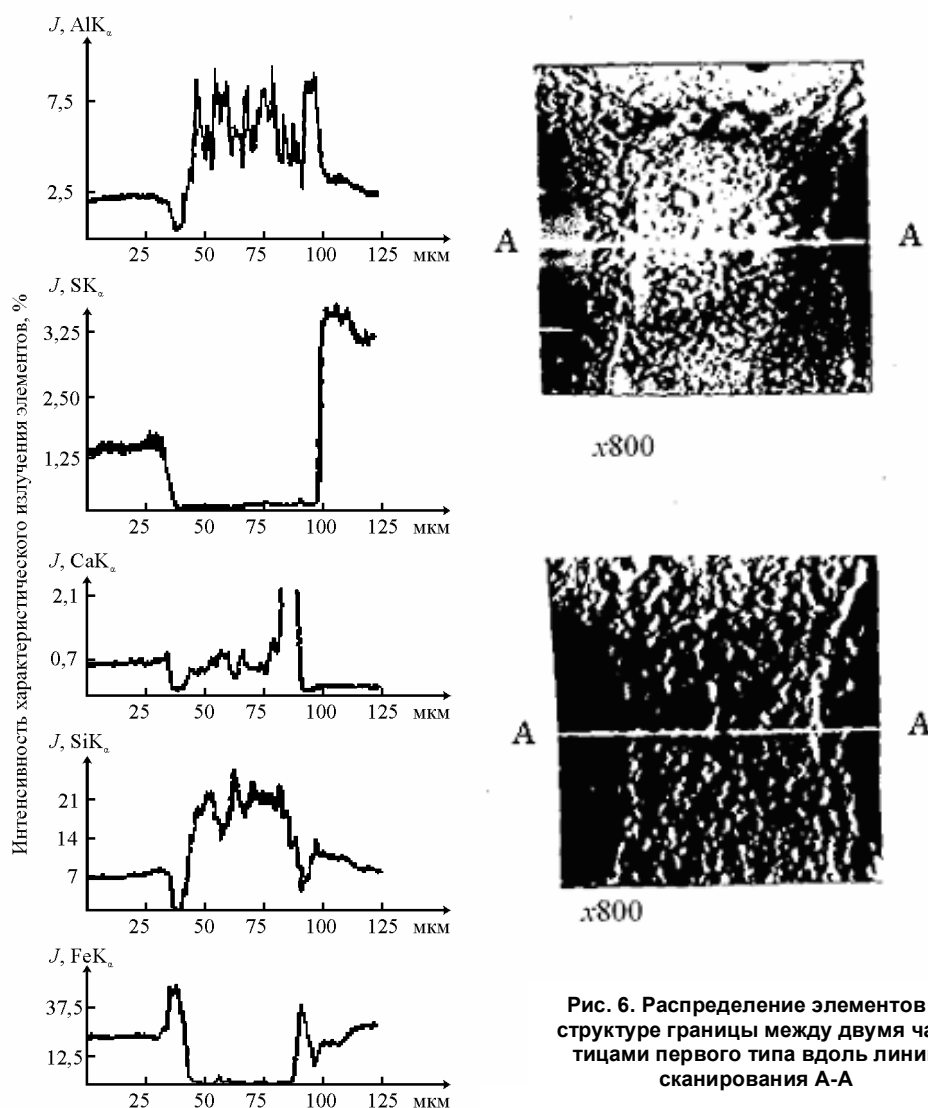 Интенсивность характеристического излучения элементов, %
J, AlKα
7,5
2,5
25 50 75 100 125 мкм
J, SKα
3,25
2,50
1,25
25 50 75 100 125 мкм
J, CaKα
2,1
0,7
25 50 75 100 125 мкм
J, SiKα
21
14
7
25 50 75 100 125 мкм
J, FeKα
37,5
12,5
25 50 75 100 125 мкм
A A
x800
A A
x800
Рис. 6. Распределение элементов
структуре границы между двумя ча
тицами первого типа вдоль лини
сканирования А-А